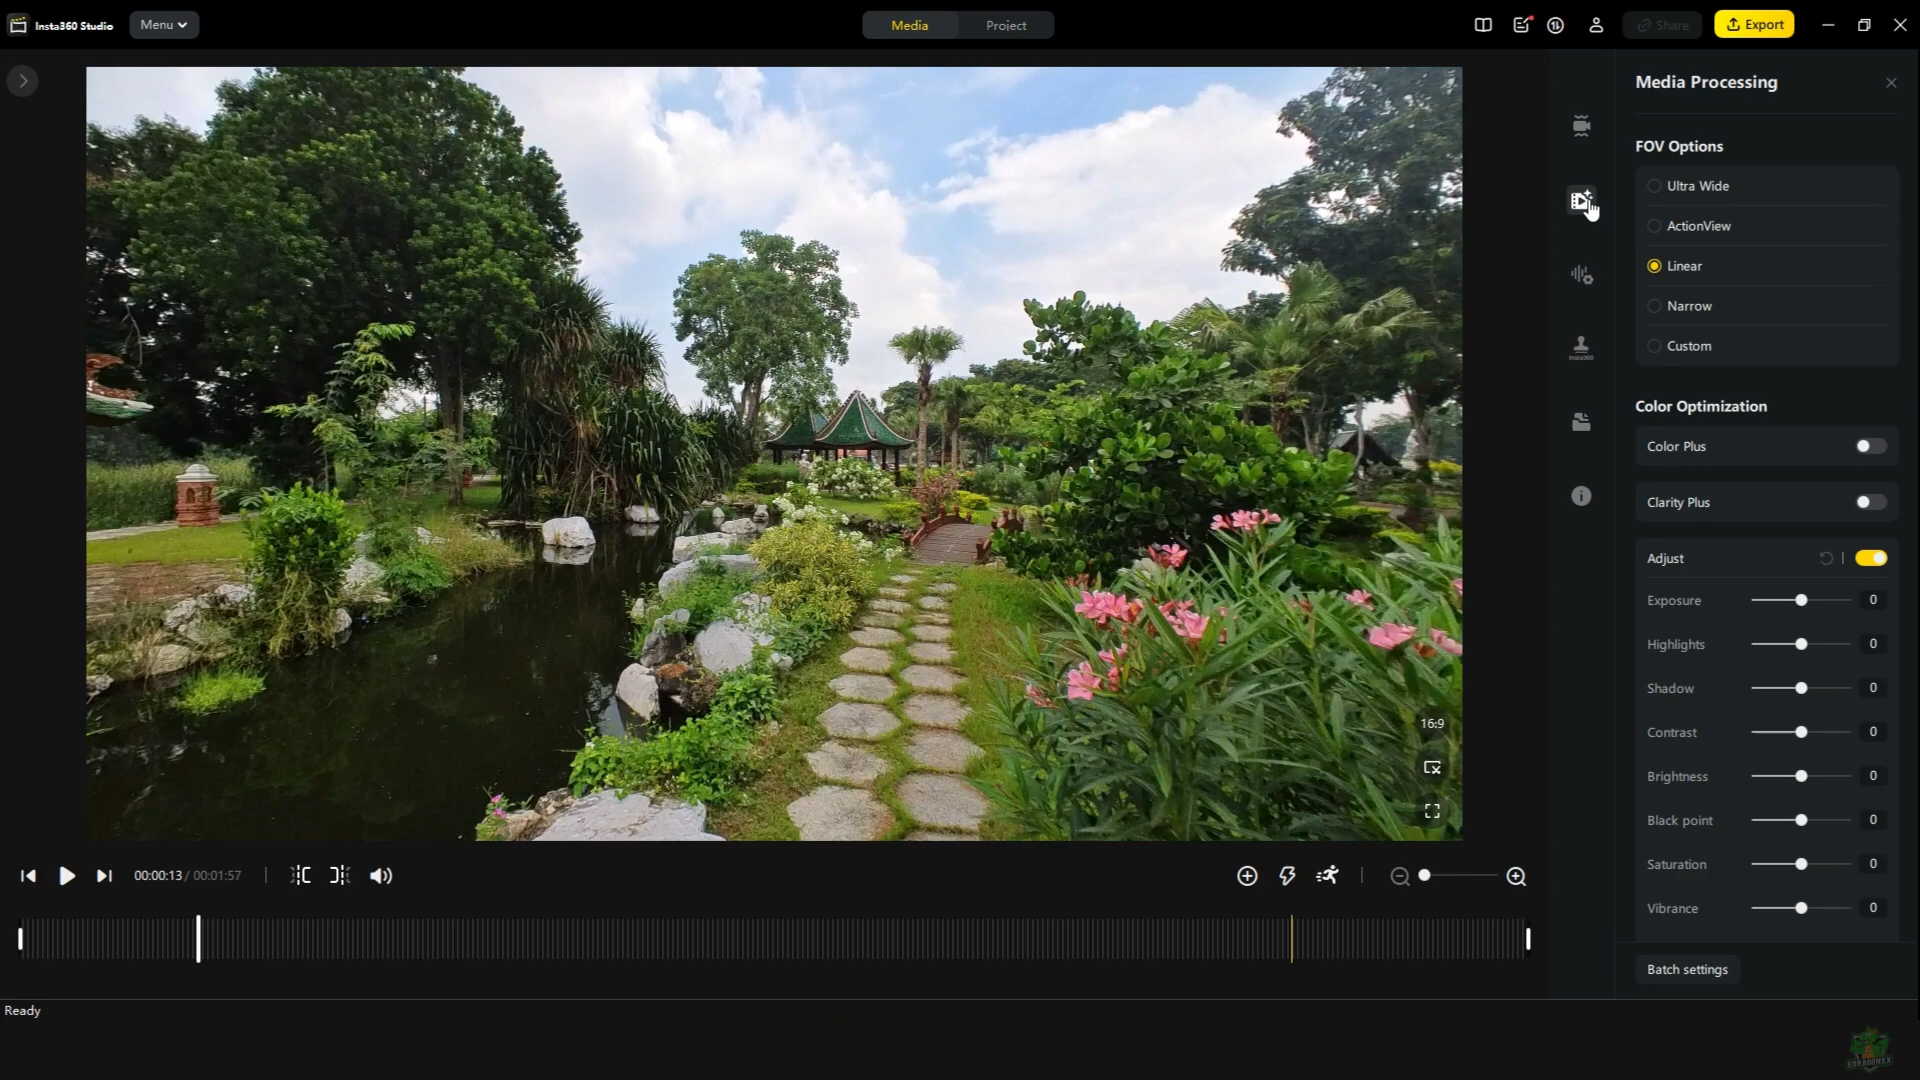 Insta360 Studio
Menu
Media
Project
Share
Export
Media Processing
FOV Options
Ultra Wide
ActionView
Linear
Narrow
Custom
Color Optimization
Color Plus
Clarity Plus
Adjust
Exposure 0
Highlights 0
Shadow 0
Contrast 0
Brightness 0
Black point 0
Saturation 0
Vibrance 0
Insta360
16:9
00:00:13 / 00:01:57
Batch settings
Ready